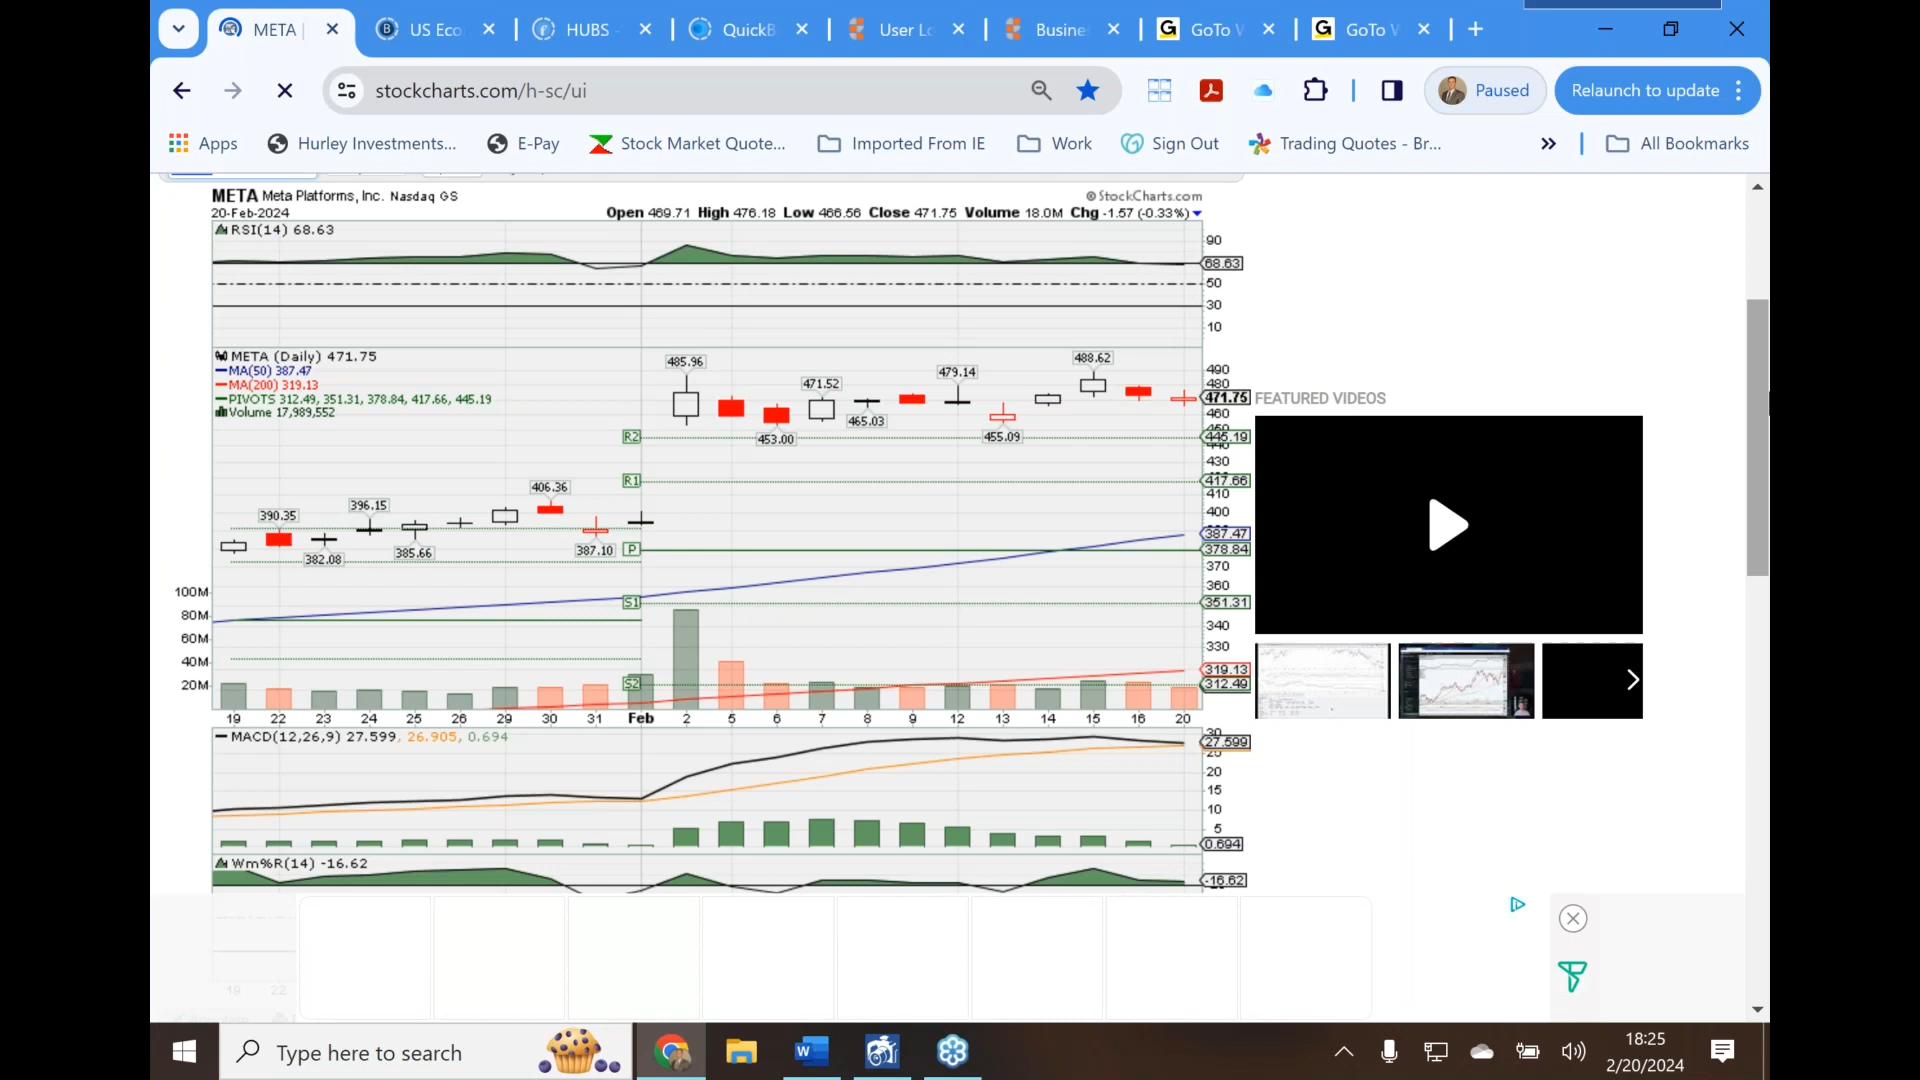 META
US Eco
HUBS -
QuickB
User Lo
Busine
GoTo W
GoTo W
stockcharts.com/h-sc/ui
Paused
Relaunch to update
Apps
Hurley Investments...
E-Pay
Stock Market Quote...
Imported From IE
Work
Sign Out
Trading Quotes - Br...
All Bookmarks
META Meta Platforms, Inc. Nasdaq GS
© StockCharts.com
20-Feb-2024
Open 469.71 High 476.18 Low 466.56 Close 471.75 Volume 18.0M Chg -1.57 (-0.33%)
RSI(14) 68.63
90
68.63
50
30
10
META (Daily) 471.75
MA(50) 387.47
MA(200) 319.13
PIVOTS 312.49, 351.31, 378.84, 417.66, 445.19
Volume 17,989,552
485.96
471.52
479.14
488.62
490
480
471.75
460
FEATURED VIDEOS
465.03
453.00
455.09
R2
445.19
430
R1
417.66
410
406.36
396.15
390.35
400
387.47
382.08
385.66
387.10
P
378.84
370
360
100M
S1
351.31
80M
340
60M
330
40M
319.13
20M
S2
312.49
19 22 23 24 25 26 29 30 31 Feb 2 5 6 7 8 9 12 13 14 15 16 20
MACD(12,26,9) 27.599, 26.905, 0.694
30
27.599
25
20
15
10
5
0.694
Wm%R(14) -16.62
-16.62
19 22
Type here to search
18:25
2/20/2024